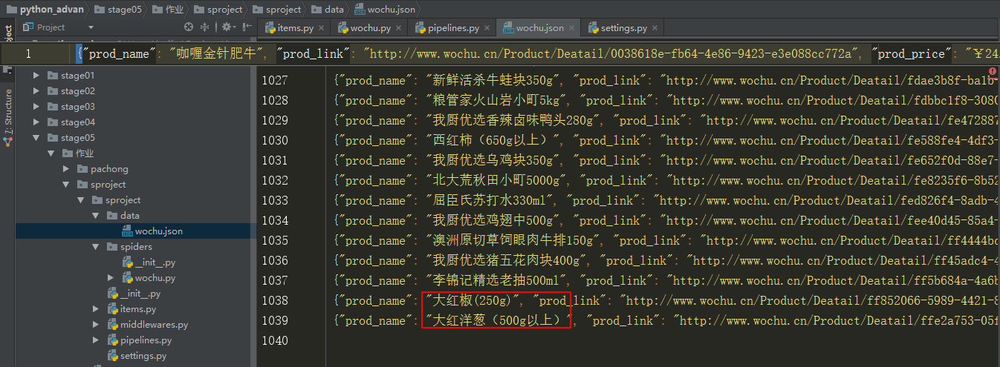 python_advan stage05 作业 sproject sproject data wochu.json
Project items.py wochu.py pipelines.py wochu.json settings.py
1 {"prod_name": "咖喱金针肥牛", "prod_link": "http://www.wochu.cn/Product/Deatail/0038618e-fb64-4e86-9423-e3e088cc772a", "prod_price": "￥24.
stage01
1027 {"prod_name": "新鲜活杀牛蛙块350g", "prod_link": "http://www.wochu.cn/Product/Deatail/fdae3b8f-ba1b
stage02
1028 {"prod_name": "粮管家火山岩小町5kg", "prod_link": "http://www.wochu.cn/Product/Deatail/fdbbc1f8-3080
stage03
1029 {"prod_name": "我厨优选香辣卤味鸭头280g", "prod_link": "http://www.wochu.cn/Product/Deatail/fe472887
stage04
1030 {"prod_name": "西红柿（650g以上）", "prod_link": "http://www.wochu.cn/Product/Deatail/fe588fe4-4df3-
stage05
1031 {"prod_name": "我厨优选乌鸡块350g", "prod_link": "http://www.wochu.cn/Product/Deatail/fe652f0d-88e7-
作业
1032 {"prod_name": "北大荒秋田小町5000g", "prod_link": "http://www.wochu.cn/Product/Deatail/fe8235f6-8b52
pachong
sproject
1033 {"prod_name": "屈臣氏苏打水330ml", "prod_link": "http://www.wochu.cn/Product/Deatail/fed826f4-8adb-4
sproject
1034 {"prod_name": "我厨优选鸡翅中500g", "prod_link": "http://www.wochu.cn/Product/Deatail/fee40d45-85a4-
data
wochu.json
1035 {"prod_name": "澳洲原切草饲眼肉牛排150g", "prod_link": "http://www.wochu.cn/Product/Deatail/ff4444bc
spiders
1036 {"prod_name": "我厨优选猪五花肉块400g", "prod_link": "http://www.wochu.cn/Product/Deatail/ff45adc4-4
__init__.py
1037 {"prod_name": "李锦记精选老抽500ml", "prod_link": "http://www.wochu.cn/Product/Deatail/ff5b684a-4a6b
wochu.py
__init__.py
1038 {"prod_name": "大红椒(250g)", "prod_link": "http://www.wochu.cn/Product/Deatail/ff852066-5989-4421-8
items.py
1039 {"prod_name": "大红洋葱（500g以上）", "prod_link": "http://www.wochu.cn/Product/Deatail/ffe2a753-05f
middlewares.py
1040
pipelines.py
settings.py
7: Structure